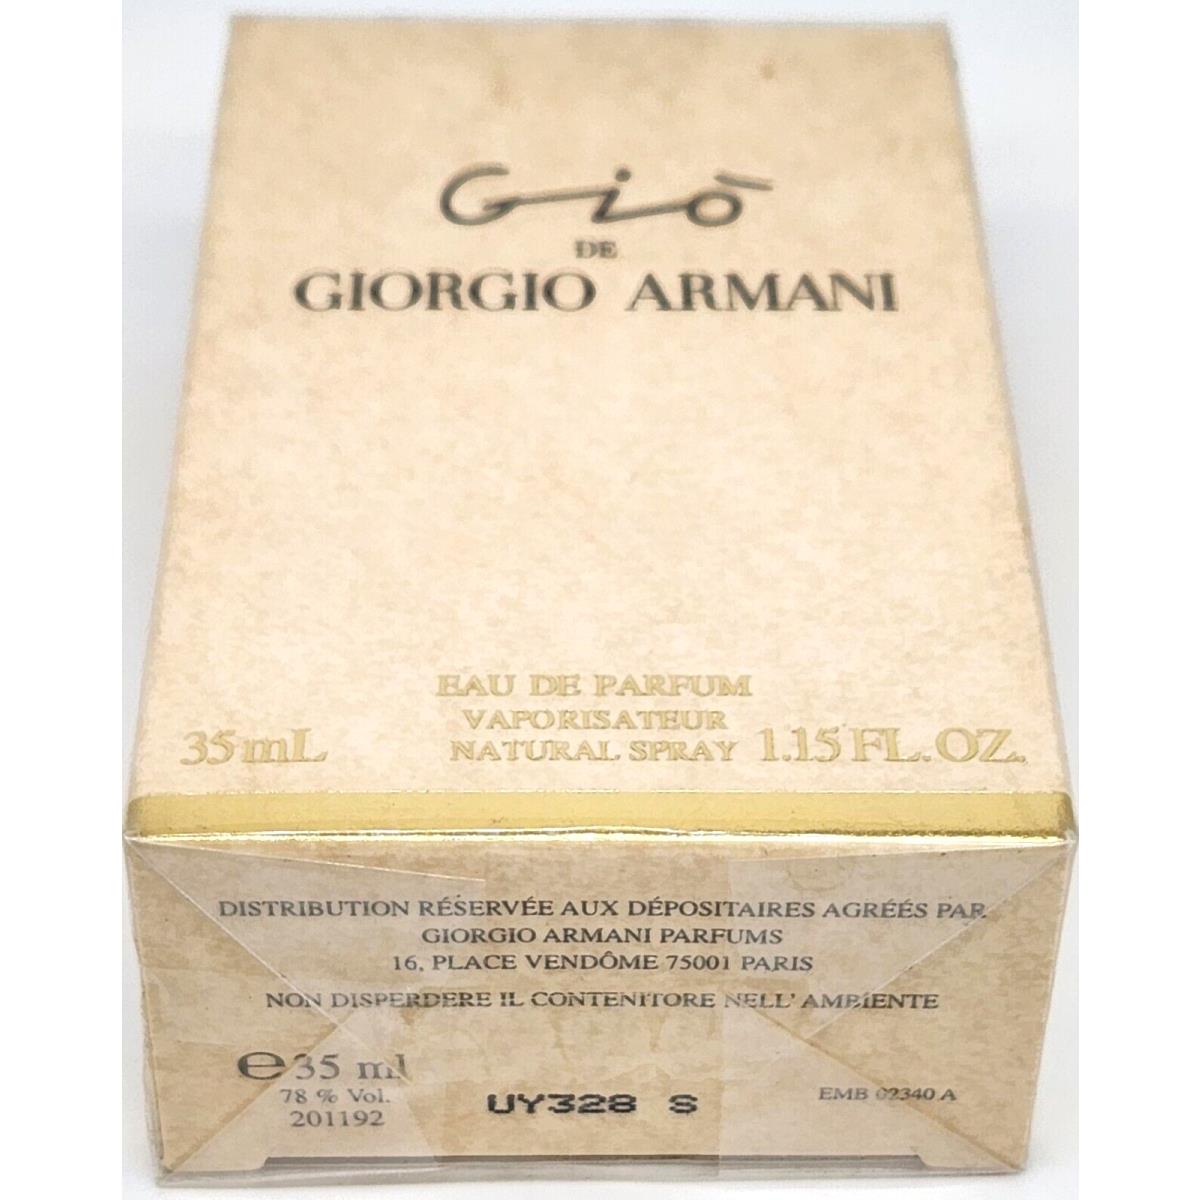 Giò
DE
GIORGIO ARMANI
EAU DE PARFUM
VAPORISATEUR
35 mL NATURAL SPRAY 1.15 FL. OZ.
DISTRIBUTION RÉSERVÉE AUX DÉPOSITAIRES AGRÉÉS PAR
GIORGIO ARMANI PARFUMS
16, PLACE VENDÔME 75001 PARIS
NON DISPERDERE IL CONTENITORE NELL' AMBIENTE
℮ 35 ml
78 % Vol.
201192
UY328 S
EMB 02340 A